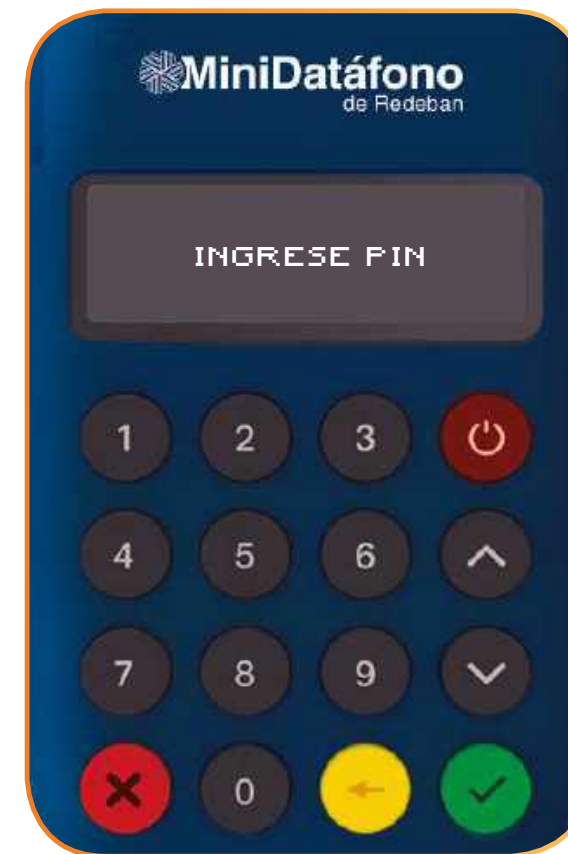 MiniDatáfono
de Redeban
INGRESE PIN
1 2 3
4 5 6
7 8 9
0